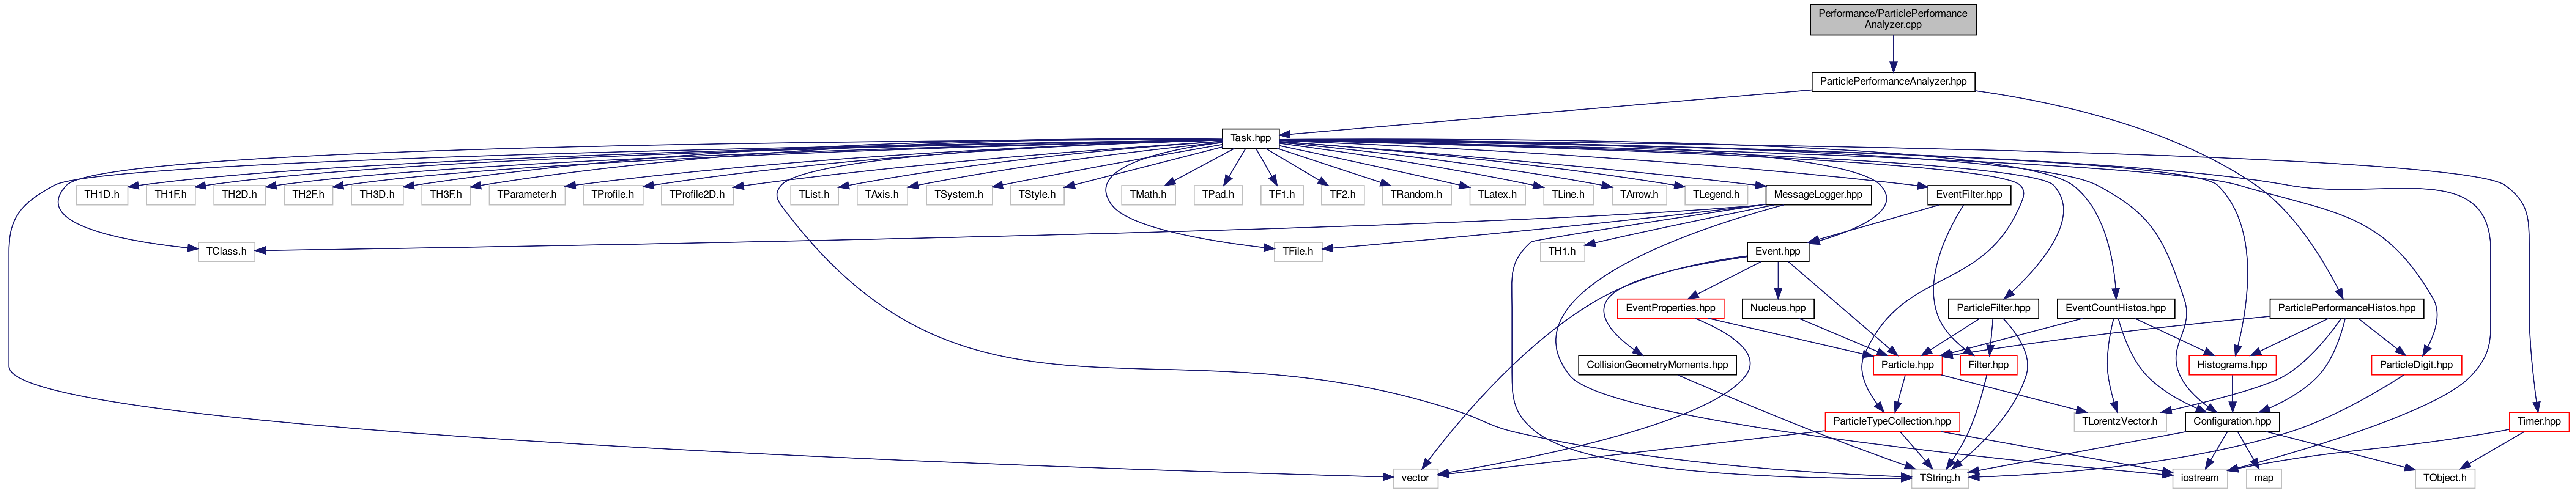 Performance/ParticlePerformance
Analyzer.cpp
ParticlePerformanceAnalyzer.hpp
Task.hpp
TH1D.h
TH1F.h
TH2D.h
TH2F.h
TH3D.h
TH3F.h
TParameter.h
TProfile.h
TProfile2D.h
TList.h
TAxis.h
TSystem.h
TStyle.h
TMath.h
TPad.h
TF1.h
TF2.h
TRandom.h
TLatex.h
TLine.h
TArrow.h
TLegend.h
MessageLogger.hpp
EventFilter.hpp
TClass.h
TFile.h
TH1.h
Event.hpp
EventProperties.hpp
Nucleus.hpp
ParticleFilter.hpp
EventCountHistos.hpp
ParticlePerformanceHistos.hpp
CollisionGeometryMoments.hpp
Particle.hpp
Filter.hpp
Histograms.hpp
ParticleDigit.hpp
ParticleTypeCollection.hpp
TLorentzVector.h
Configuration.hpp
Timer.hpp
vector
TString.h
iostream
map
TObject.h